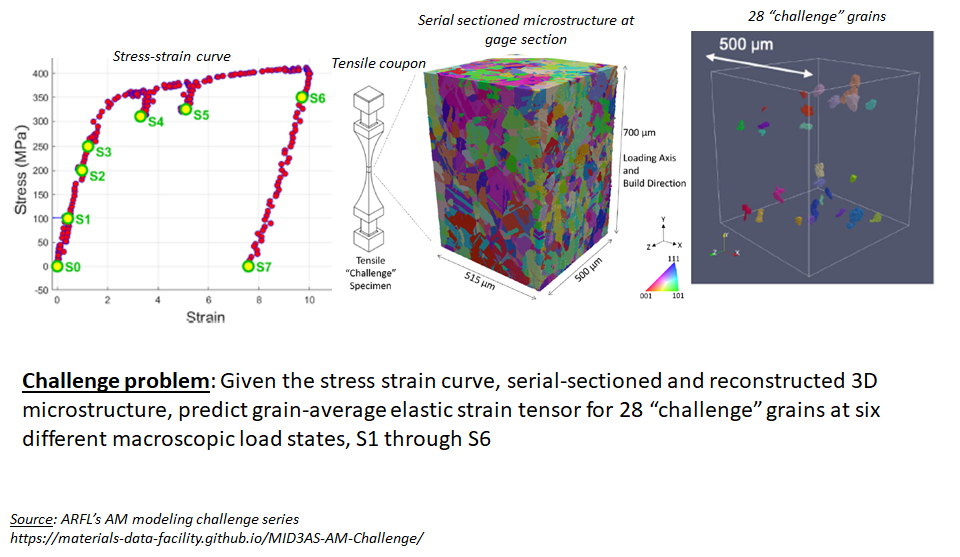 Serial sectioned microstructure at
gage section
28 “challenge” grains
Stress-strain curve
Tensile coupon
500 µm
400
350
300
250
200
150
100
50
0
-50
Stress (MPa)
S0
S1
S2
S3
S4
S5
S6
S7
0
2
4
6
8
10
Strain
Tensile
“Challenge”
Specimen
700 µm
Loading Axis
and
Build Direction
515 µm
500 µm
Y
Z
X
111
001
101
Challenge problem: Given the stress strain curve, serial-sectioned and reconstructed 3D
microstructure, predict grain-average elastic strain tensor for 28 “challenge” grains at six
different macroscopic load states, S1 through S6
Source: ARFL’s AM modeling challenge series
https://materials-data-facility.github.io/MID3AS-AM-Challenge/